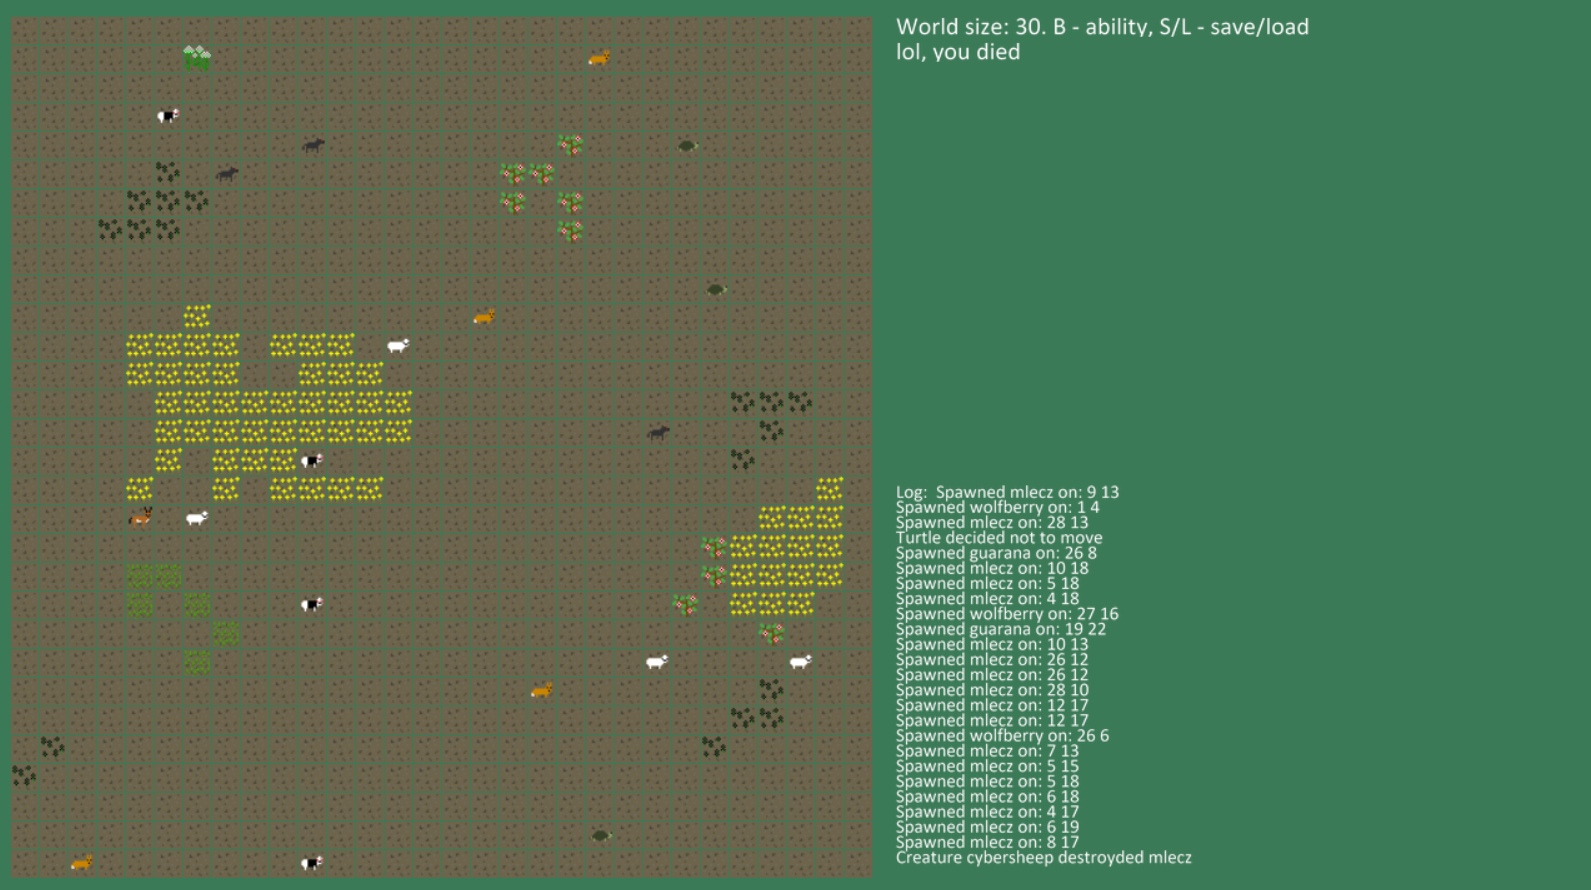 World size: 30. B - ability, S/L - save/load
lol, you died
Log:  Spawned mlecz on: 9 13
Spawned wolfberry on: 1 4
Spawned mlecz on: 28 13
Turtle decided not to move
Spawned guarana on: 26 8
Spawned mlecz on: 10 18
Spawned mlecz on: 5 18
Spawned mlecz on: 4 18
Spawned wolfberry on: 27 16
Spawned guarana on: 19 22
Spawned mlecz on: 10 13
Spawned mlecz on: 26 12
Spawned mlecz on: 26 12
Spawned mlecz on: 28 10
Spawned mlecz on: 12 17
Spawned mlecz on: 12 17
Spawned wolfberry on: 26 6
Spawned mlecz on: 7 13
Spawned mlecz on: 5 15
Spawned mlecz on: 5 18
Spawned mlecz on: 6 18
Spawned mlecz on: 4 17
Spawned mlecz on: 6 19
Spawned mlecz on: 8 17
Creature cybersheep destroyded mlecz